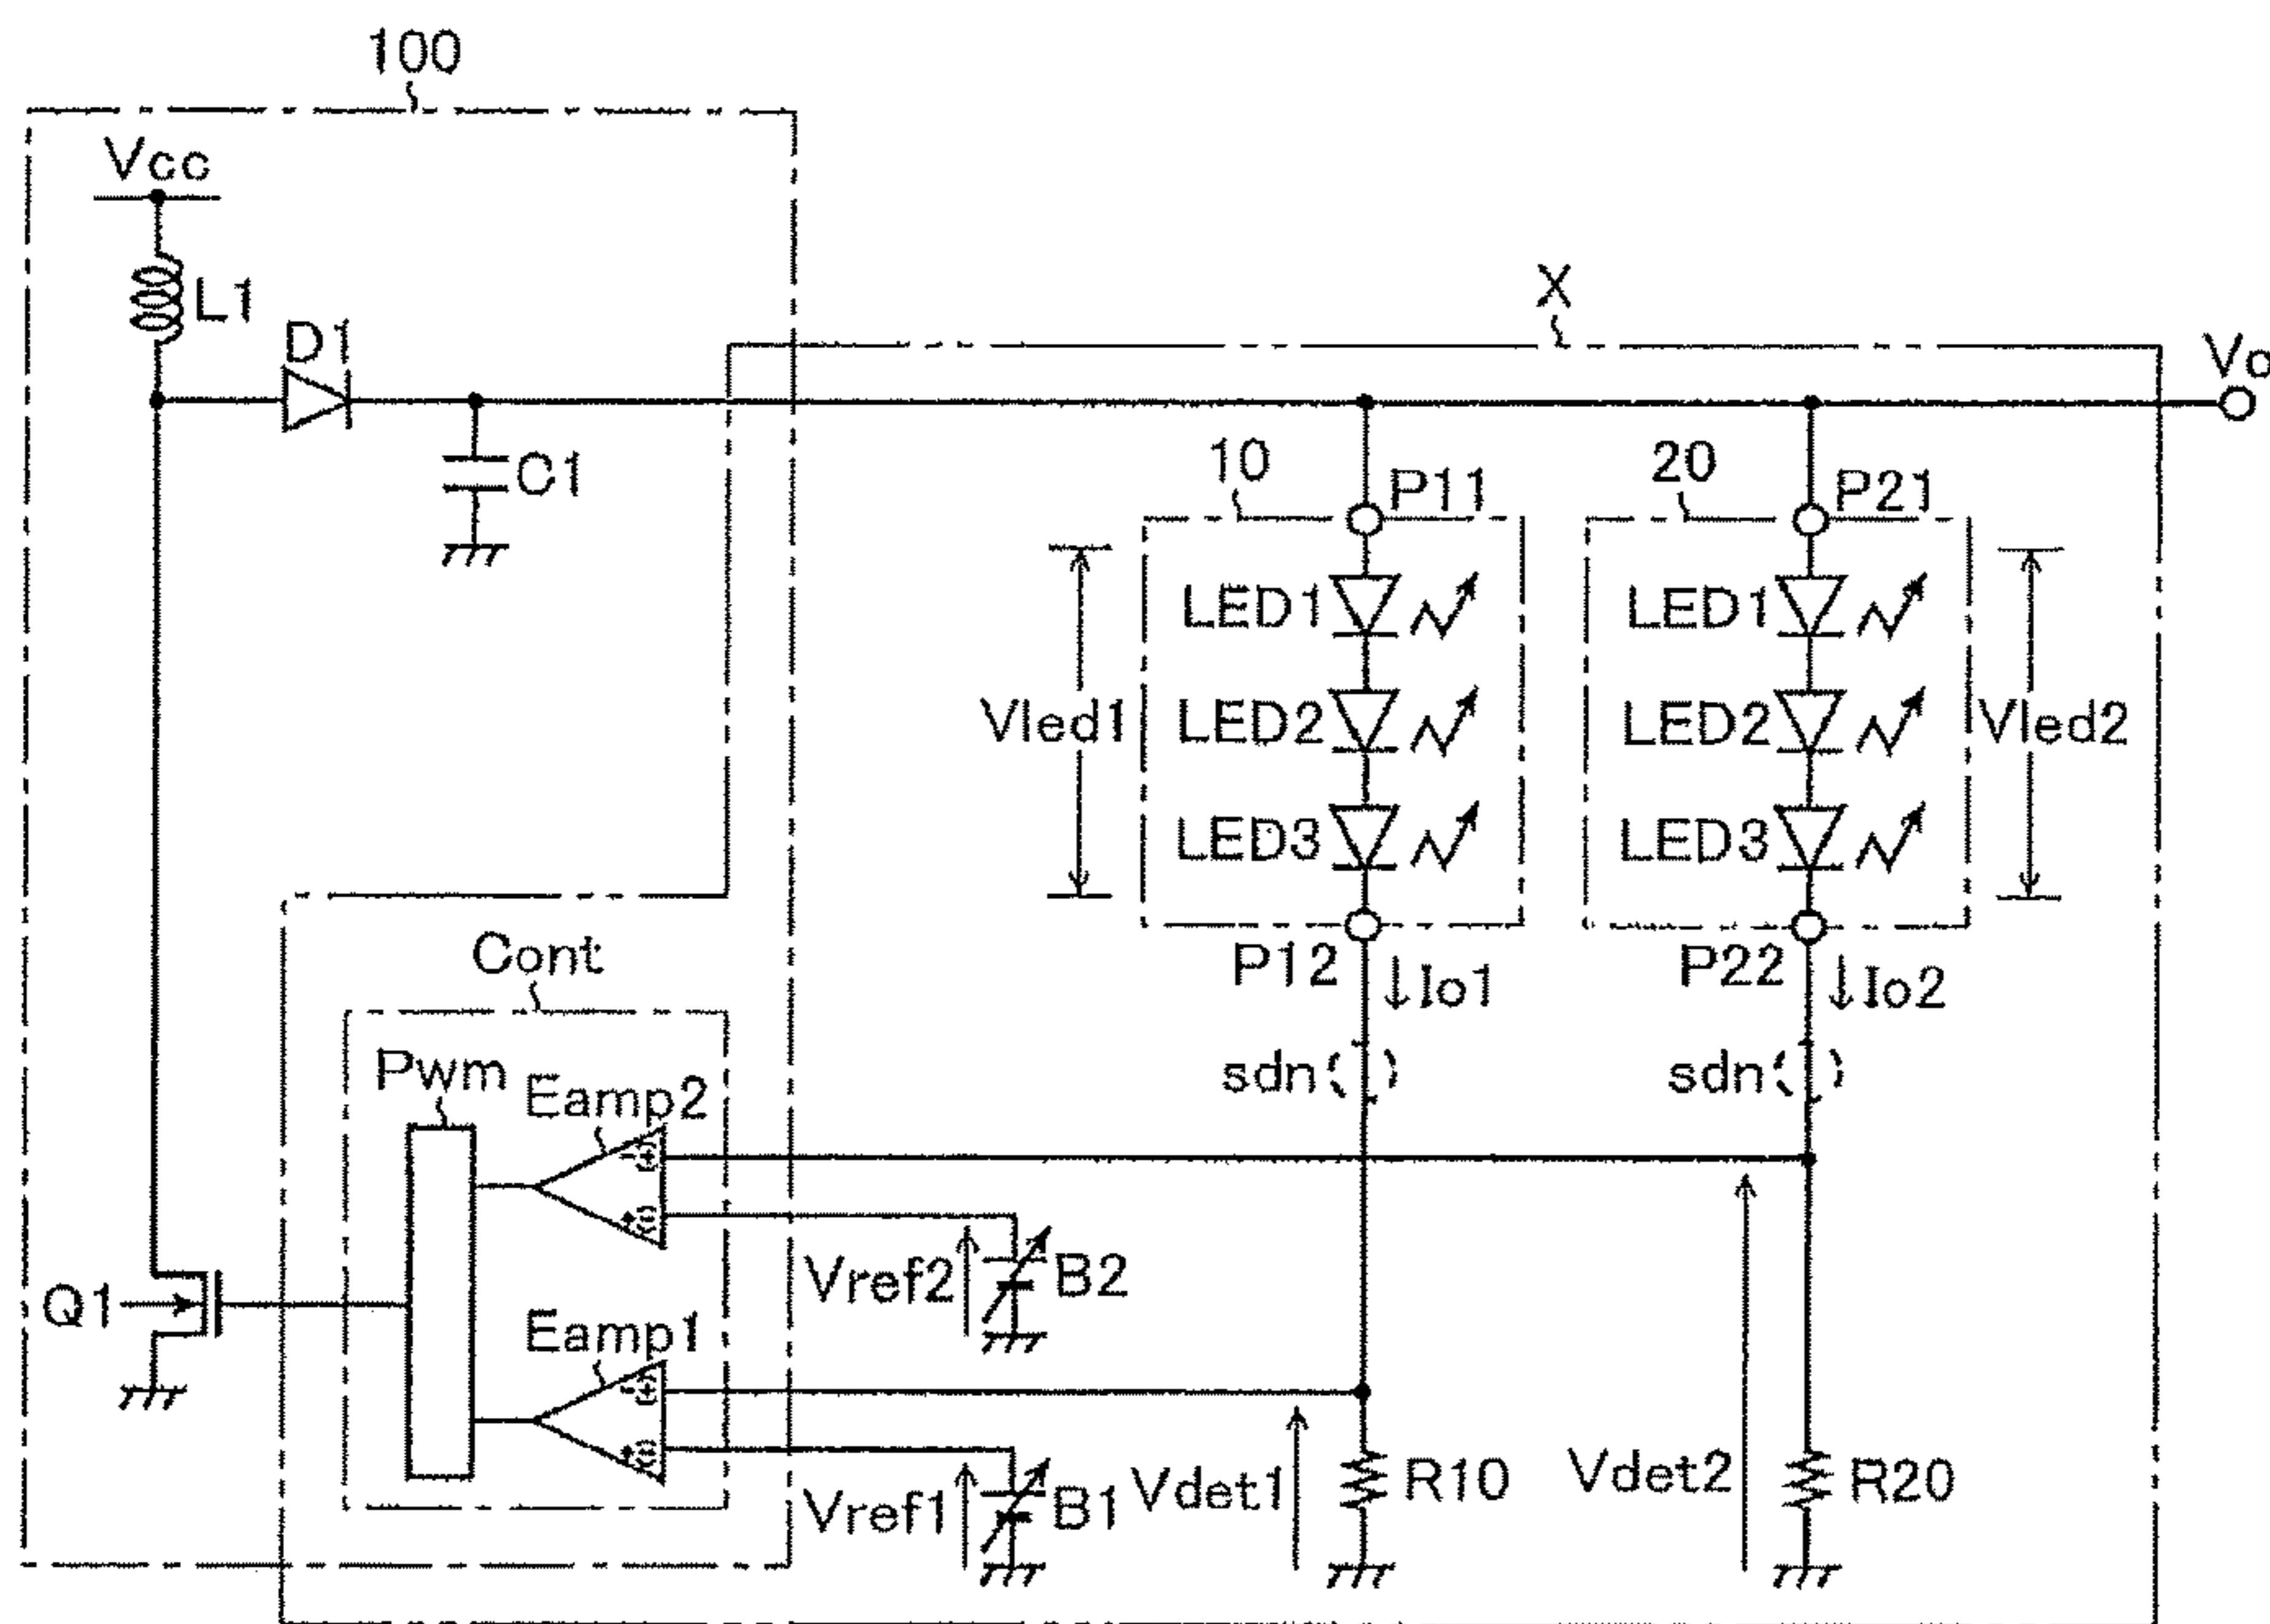 100
Vcc
L1
D1
C1
X
Vo
10
P11
20
P21
LED1
LED2
LED3
Vled1
LED1
LED2
LED3
Vled2
P12
Io1
P22
Io2
sdn
sdn
Cont
Pwm
Eamp2
Eamp1
Q1
Vref2
B2
Vref1
B1
Vdet1
R10
Vdet2
R20